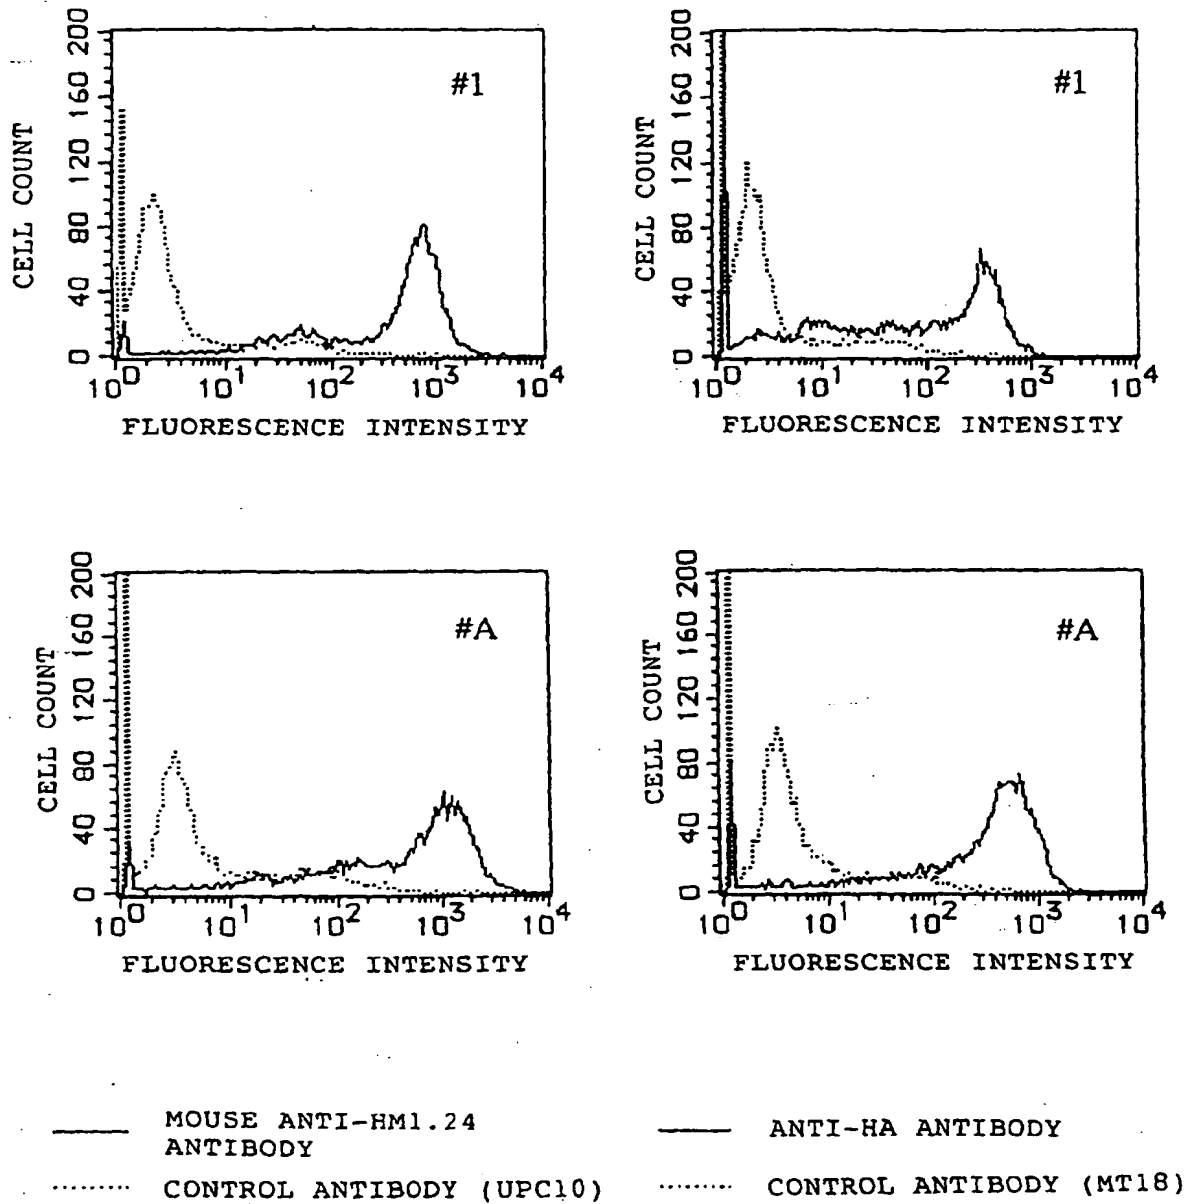 200
160
120
80
40
0
CELL COUNT
#1
10^0 10^1 10^2 10^3 10^4
FLUORESCENCE INTENSITY
200
160
120
80
40
0
CELL COUNT
#1
10^0 10^1 10^2 10^3 10^4
FLUORESCENCE INTENSITY
200
160
120
80
40
0
CELL COUNT
#A
10^0 10^1 10^2 10^3 10^4
FLUORESCENCE INTENSITY
200
160
120
80
40
0
CELL COUNT
#A
10^0 10^1 10^2 10^3 10^4
FLUORESCENCE INTENSITY
MOUSE ANTI-HM1.24
ANTIBODY
CONTROL ANTIBODY (UPC10)
ANTI-HA ANTIBODY
CONTROL ANTIBODY (MT18)